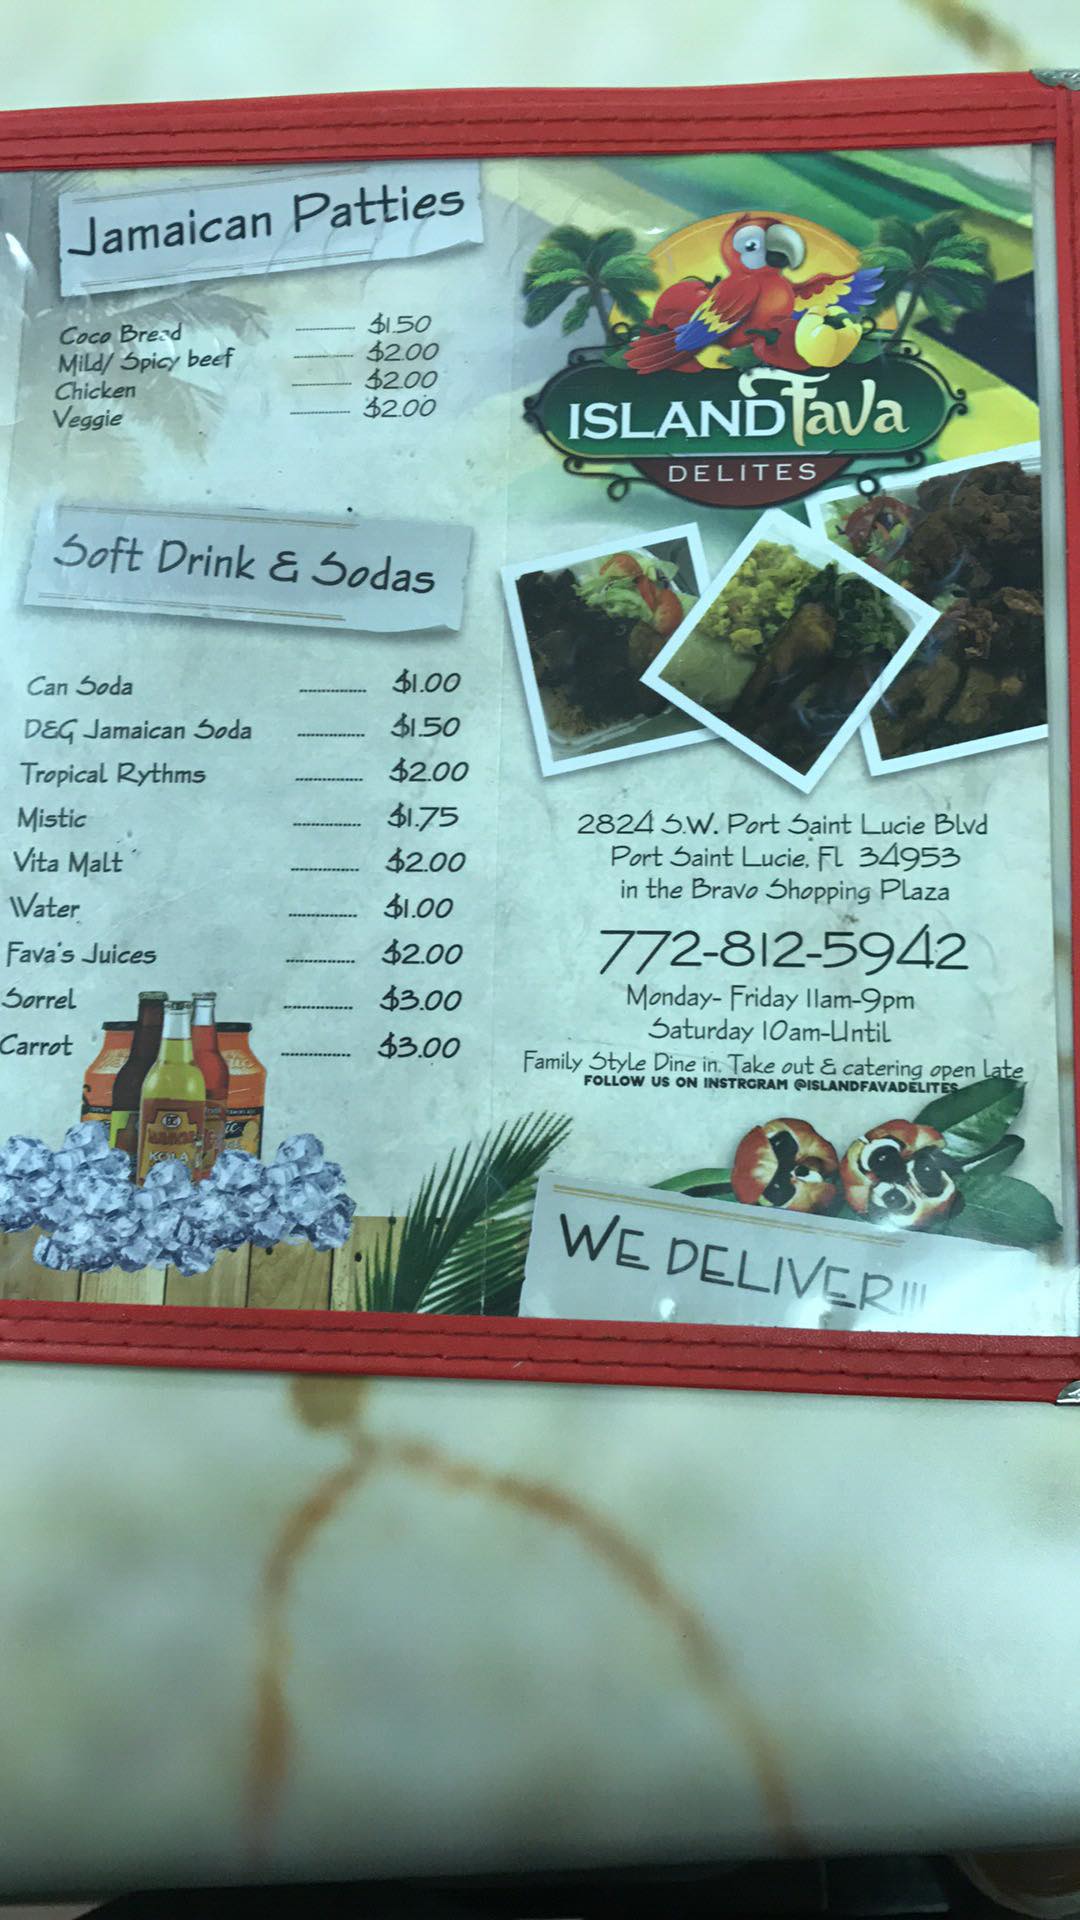 Jamaican Patties
Coco Bread ............ $1.50
Mild/ Spicy beef ............ $2.00
Chicken ............ $2.00
Veggie ............ $2.00
Soft Drink & Sodas
Can Soda ............ $1.00
D&G Jamaican Soda ............ $1.50
Tropical Rythms ............ $2.00
Mistic ............ $1.75
Vita Malt ............ $2.00
Water ............ $1.00
Fava's Juices ............ $2.00
Sorrel ............ $3.00
Carrot ............ $3.00
KOLA
ISLAND Fava
DELITES
2824 S.W. Port Saint Lucie Blvd
Port Saint Lucie, Fl 34953
in the Bravo Shopping Plaza
772-812-5942
Monday- Friday 11am-9pm
Saturday 10am-Until
Family Style Dine in, Take out & catering open Late
FOLLOW US ON INSTRGRAM @ISLANDFAVADELITES
WE DELIVER!!!